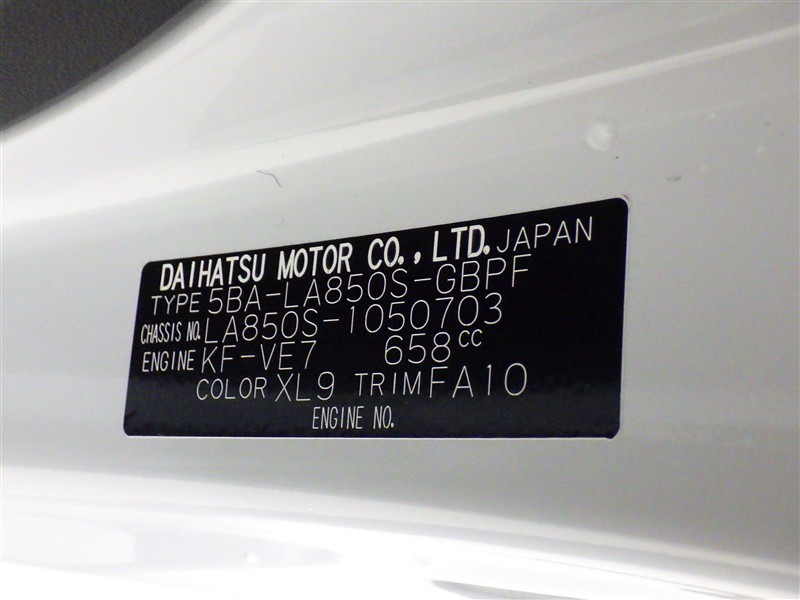 DAIHATSU MOTOR CO., LTD. JAPAN
TYPE 5BA-LA850S-GBPF
CHASSIS NO. LA850S-1050703
ENGINE KF-VE7 658cc
COLOR XL9 TRIM FA10
ENGINE NO.